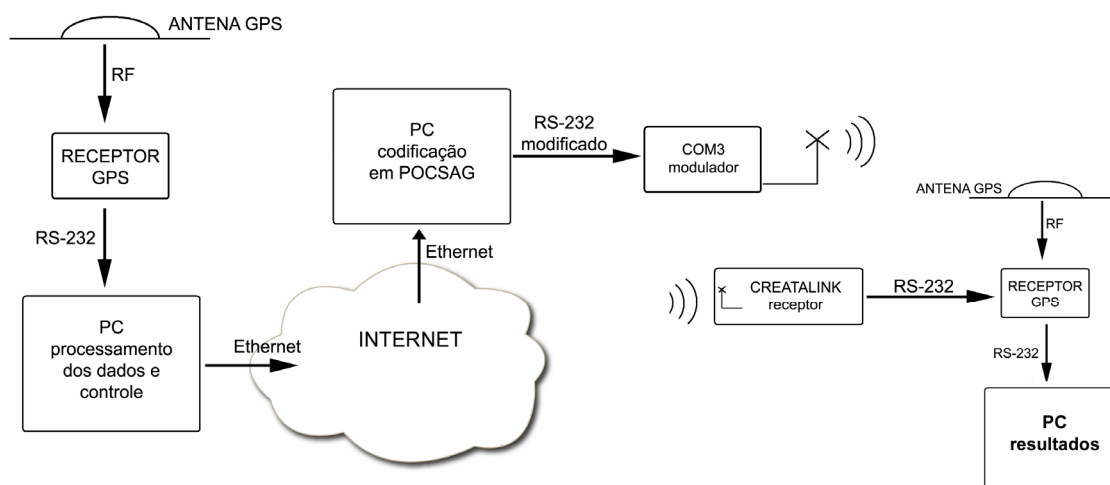 ANTENA GPS
RF
RECEPTOR
GPS
RS-232
PC
processamento
dos dados e
controle
Ethernet
INTERNET
Ethernet
PC
codificação
em POCSAG
RS-232
modificado
COM3
modulador
ANTENA GPS
RF
CREATALINK
receptor
RS-232
RECEPTOR
GPS
RS-232
PC
resultados